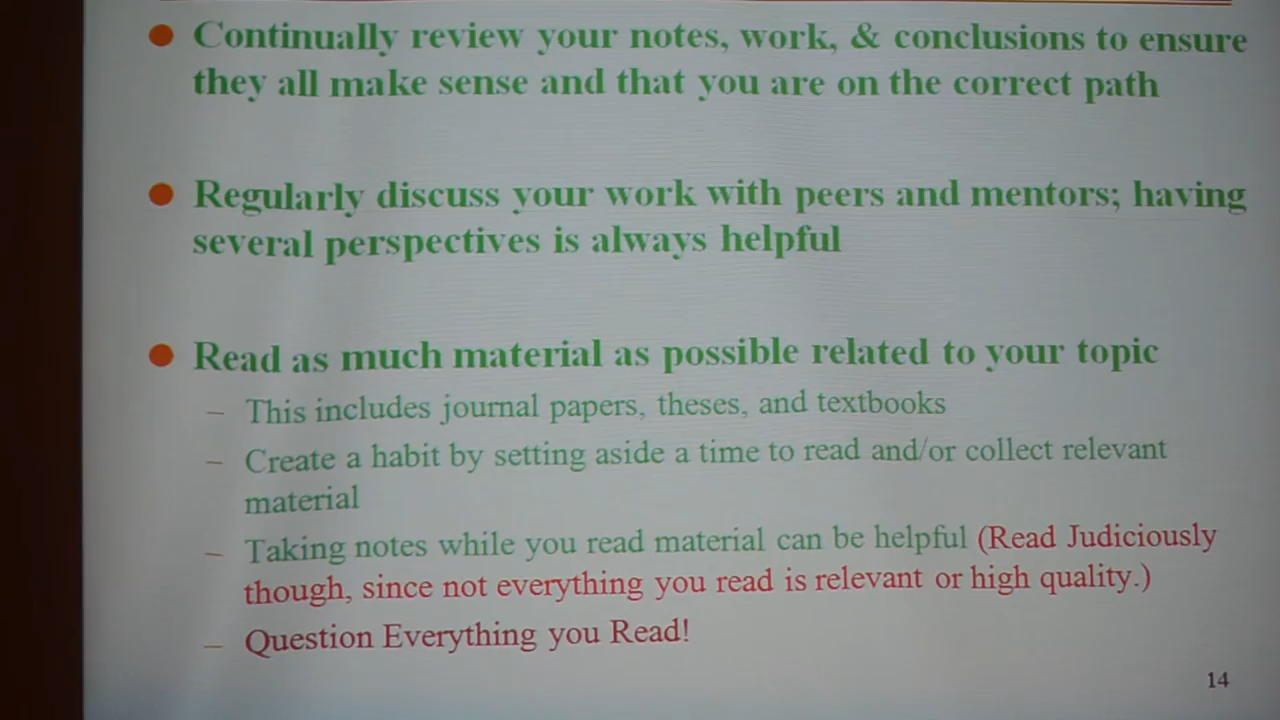 Continually review your notes, work, & conclusions to ensure
they all make sense and that you are on the correct path
Regularly discuss your work with peers and mentors; having
several perspectives is always helpful
Read as much material as possible related to your topic
– This includes journal papers, theses, and textbooks
– Create a habit by setting aside a time to read and/or collect relevant
material
– Taking notes while you read material can be helpful (Read Judiciously
though, since not everything you read is relevant or high quality.)
– Question Everything you Read!
14